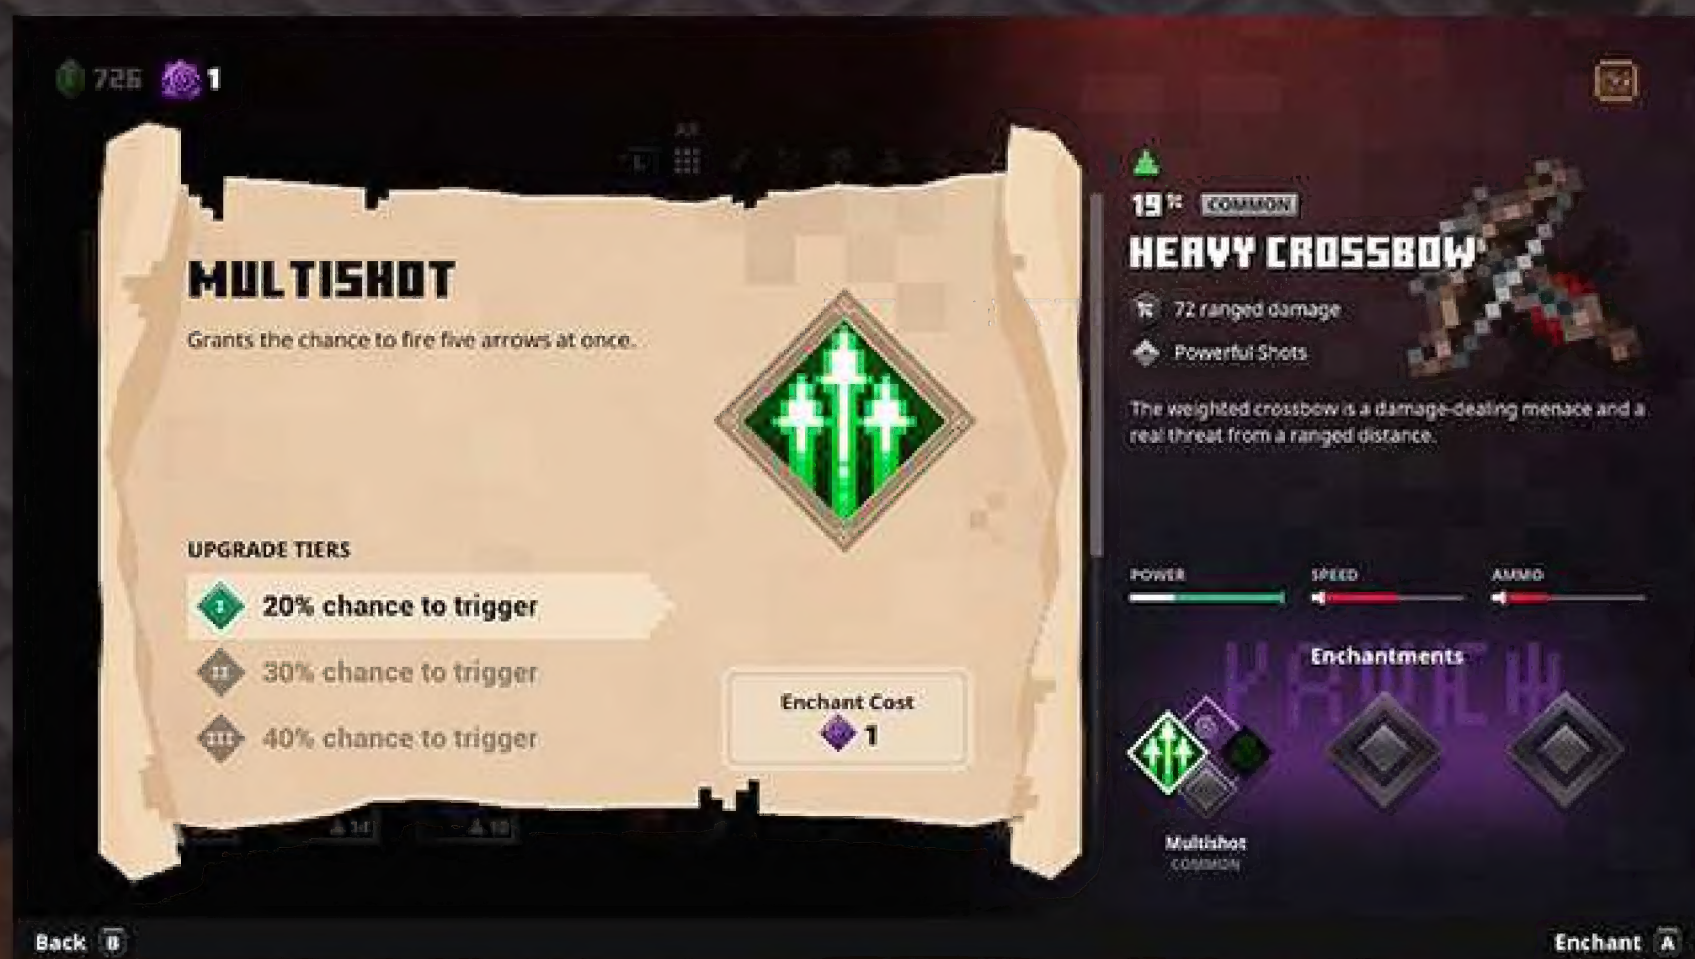 726 1
19 COMMON
HEAVY CROSSBOW
72 ranged damage
Powerful Shots
The weighted crossbow is a damage-dealing menace and a
real threat from a ranged distance.
MULTISHOT
Grants the chance to fire five arrows at once.
UPGRADE TIERS
I 20% chance to trigger
II 30% chance to trigger
III 40% chance to trigger
Enchant Cost
1
POWER SPEED AMMO
Enchantments
Multishot
COMMON
Back B
Enchant A